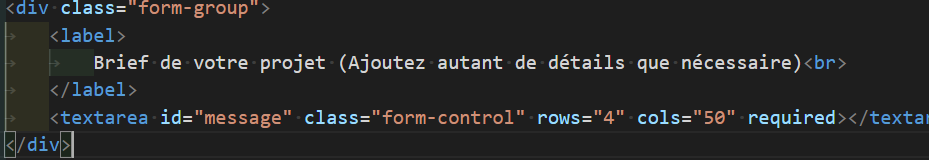 <div class="form-group">
<label>
Brief de votre projet (Ajoutez autant de détails que nécessaire)<br>
</label>
<textarea id="message" class="form-control" rows="4" cols="50" required></textar
</div>